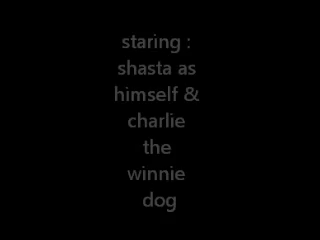 staring :
shasta as
himself &
charlie
the
winnie
dog